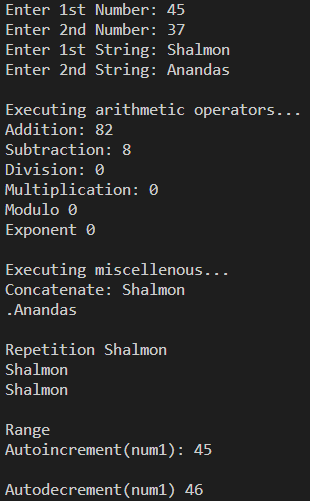 Enter 1st Number: 45
Enter 2nd Number: 37
Enter 1st String: Shalmon
Enter 2nd String: Anandas
Executing arithmetic operators...
Addition: 82
Subtraction: 8
Division: 0
Multiplication: 0
Modulo 0
Exponent 0
Executing miscellenous...
Concatenate: Shalmon
.Anandas
Repetition Shalmon
Shalmon
Shalmon
Range
Autoincrement(num1): 45
Autodecrement(num1) 46